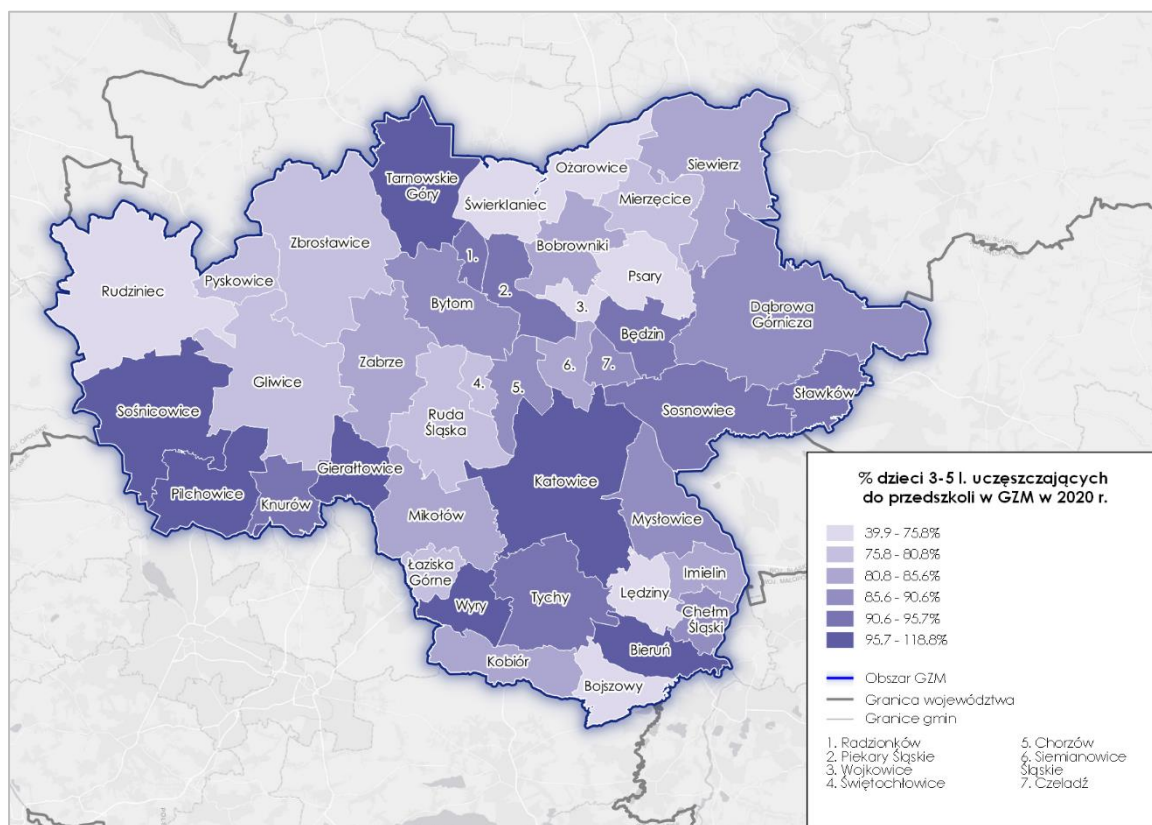 Tarnowskie
Góry
Ożarowice
Siewierz
Świerklaniec
Mierzęcice
Zbrosławice
Bobrowniki
1.
Pyskowice
Psary
Rudziniec
2.
Bytom
3.
Dąbrowa
Górnicza
Będzin
Zabrze
6.
7.
4.
5.
Gliwice
Sławków
Sośnicowice
Ruda
Śląska
Sosnowiec
Gierałtowice
Katowice
Pilchowice
Knurów
Mikołów
Mysłowice
Łaziska
Górne
Imielin
Lędziny
Wyry
Tychy
Chełm
Śląski
Bieruń
Kobiór
Bojszowy
% dzieci 3-5 l. uczęszczających
do przedszkoli w GZM w 2020 r.
39.9 - 75.8%
75.8 - 80.8%
80.8 - 85.6%
85.6 - 90.6%
90.6 - 95.7%
95.7 - 118.8%
Obszar GZM
Granica województwa
Granice gmin
1. Radzionków
2. Piekary Śląskie
3. Wojkowice
4. Świętochłowice
5. Chorzów
6. Siemianowice
Śląskie
7. Czeladź